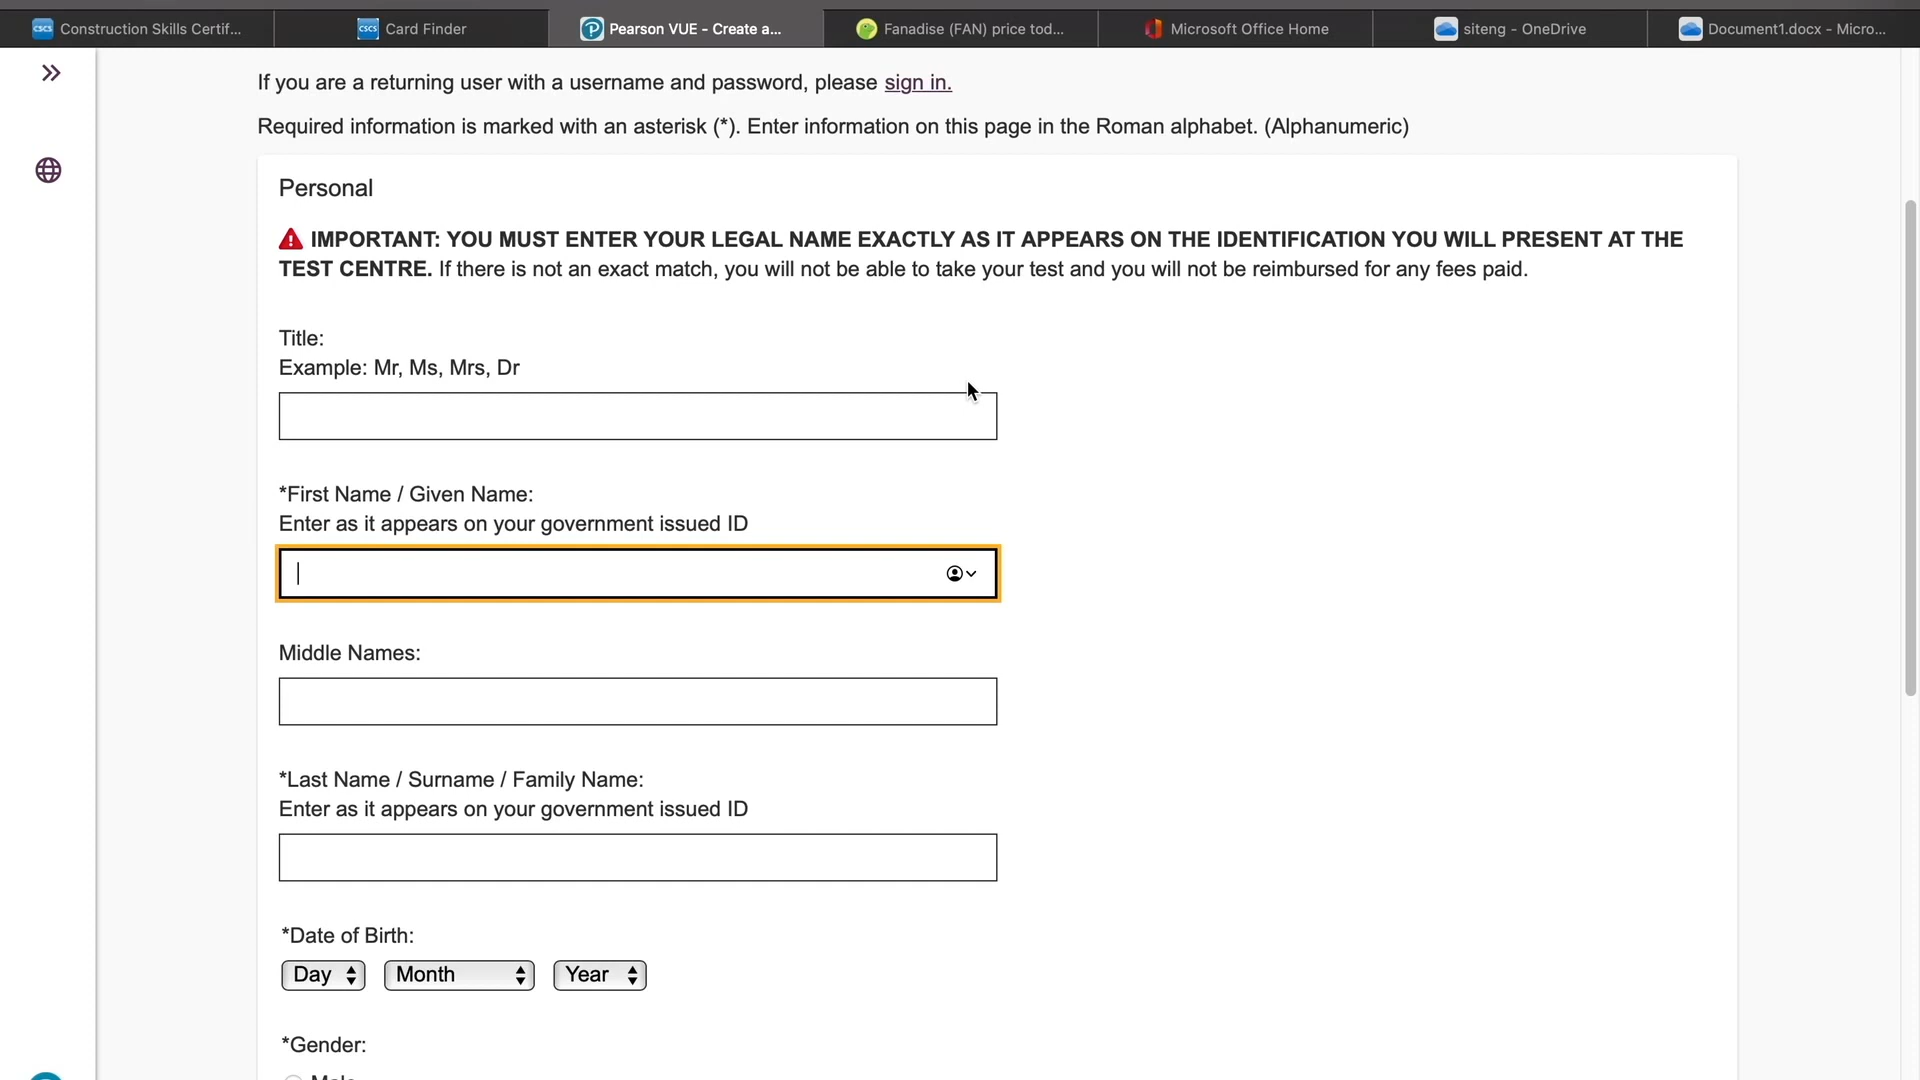 Construction Skills Certif...
Card Finder
Pearson VUE - Create a...
Fanadise (FAN) price tod...
Microsoft Office Home
siteng - OneDrive
Document1.docx - Micro...
If you are a returning user with a username and password, please sign in.
Required information is marked with an asterisk (*). Enter information on this page in the Roman alphabet. (Alphanumeric)
Personal
IMPORTANT: YOU MUST ENTER YOUR LEGAL NAME EXACTLY AS IT APPEARS ON THE IDENTIFICATION YOU WILL PRESENT AT THE
TEST CENTRE. If there is not an exact match, you will not be able to take your test and you will not be reimbursed for any fees paid.
Title:
Example: Mr, Ms, Mrs, Dr
*First Name / Given Name:
Enter as it appears on your government issued ID
Middle Names:
*Last Name / Surname / Family Name:
Enter as it appears on your government issued ID
*Date of Birth:
Day Month Year
*Gender:
Male